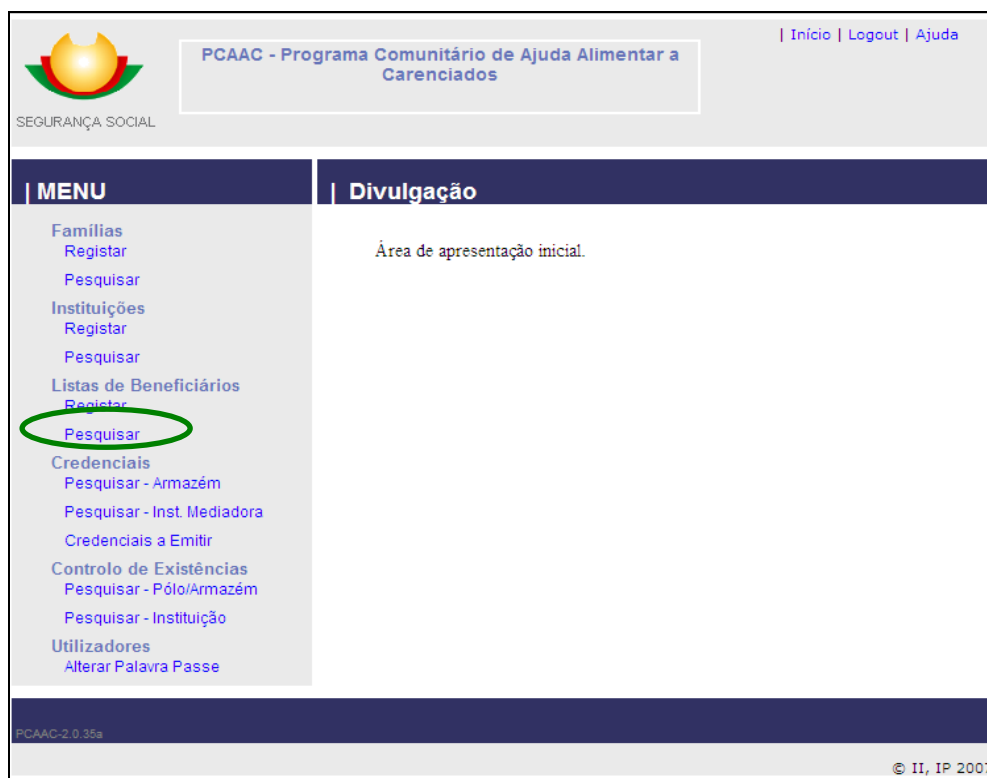 | Início | Logout | Ajuda
PCAAC - Programa Comunitário de Ajuda Alimentar a
Carenciados
SEGURANÇA SOCIAL
| MENU
| Divulgação
Famílias
Registar
Pesquisar
Instituições
Registar
Pesquisar
Listas de Beneficiários
Registar
Pesquisar
Credenciais
Pesquisar - Armazém
Pesquisar - Inst. Mediadora
Credenciais a Emitir
Controlo de Existências
Pesquisar - Pólo/Armazém
Pesquisar - Instituição
Utilizadores
Alterar Palavra Passe
Área de apresentação inicial.
PCAAC-2.0.35a
© II, IP 2007